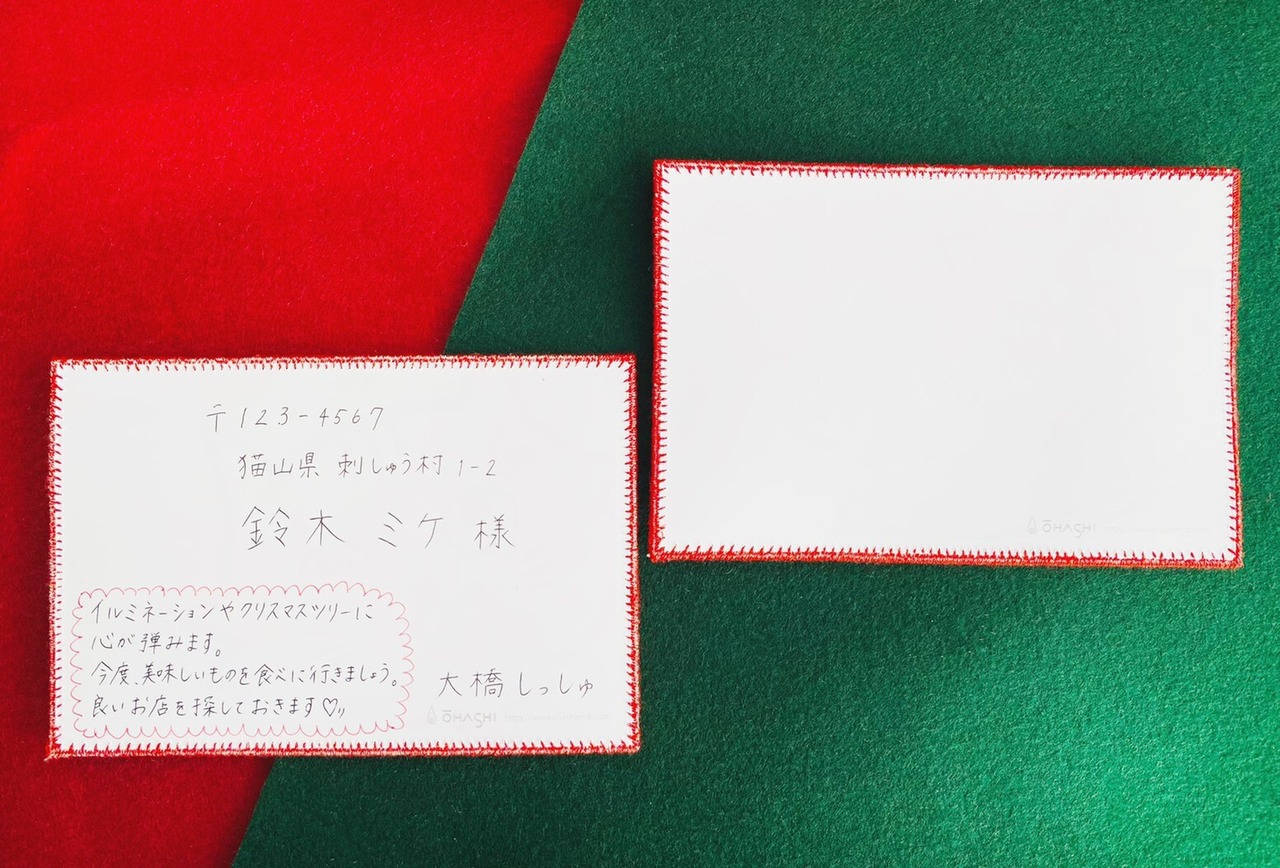 〒123-4567
猫山県 刺しゅう村 1-2
鈴木 ミケ 様
イルミネーションやクリスマスツリーに
心が弾みます。
今度、美味しいものを食べに行きましょう。
良いお店を探しておきます♡〃
大橋 しっしゅ
ŌHASHI
ŌHASHI